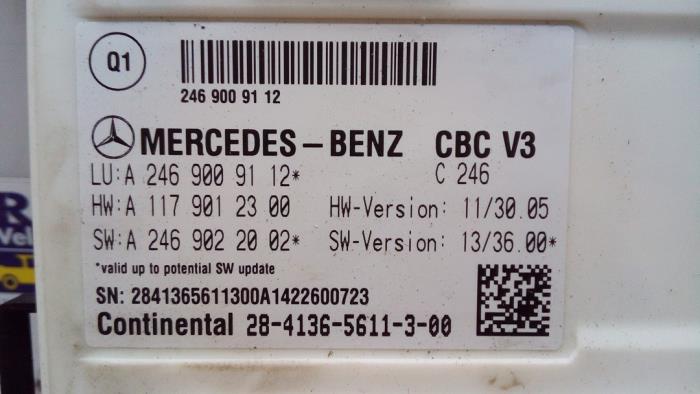 Q1
246 900 91 12
MERCEDES-BENZ CBC V3
LU:A 246 900 91 12* C 246
HW:A 117 901 23 00 HW-Version: 11/30.05
SW:A 246 902 20 02* SW-Version: 13/36.00*
*valid up to potential SW update
SN: 2841365611300A1422600723
Continental 28-4136-5611-3-00